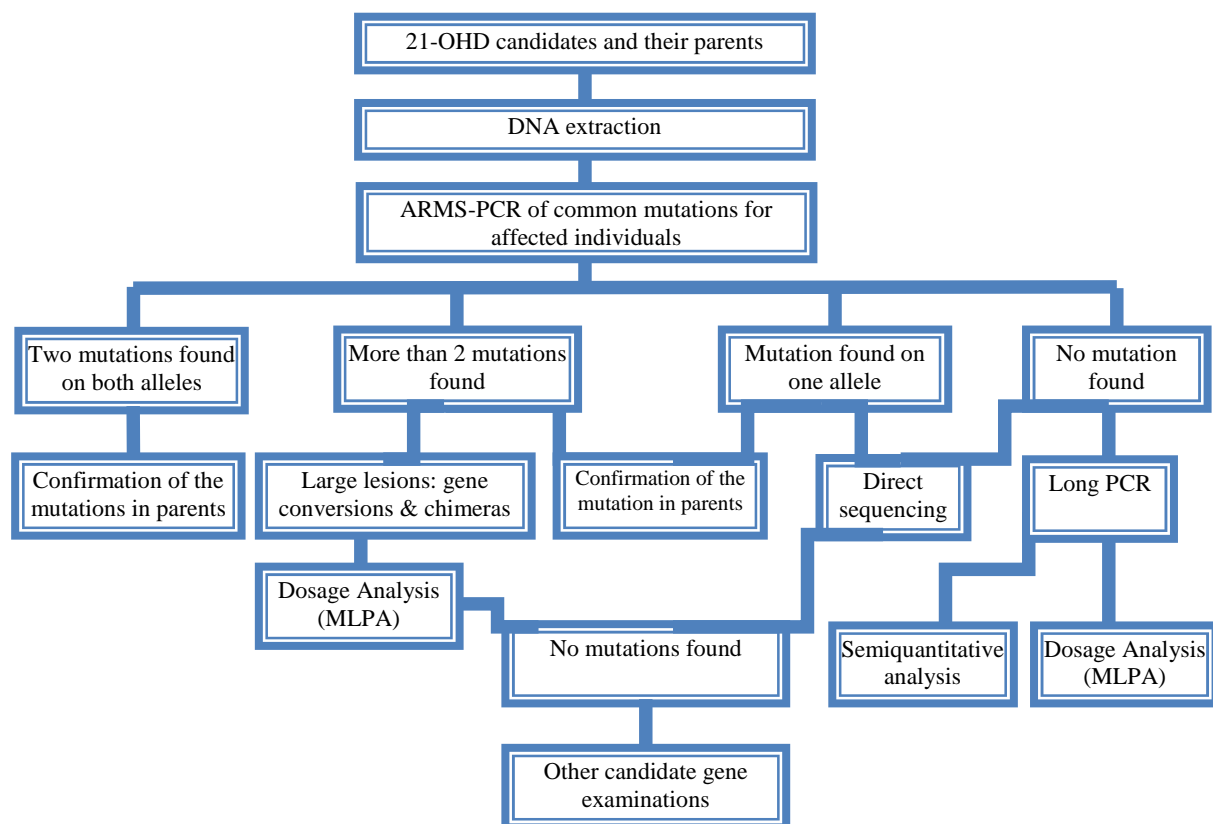 21-OHD candidates and their parents
DNA extraction
ARMS-PCR of common mutations for
affected individuals
Two mutations found
on both alleles
More than 2 mutations
found
Mutation found on
one allele
No mutation
found
Confirmation of the
mutations in parents
Large lesions: gene
conversions & chimeras
Confirmation of the
mutation in parents
Direct
sequencing
Long PCR
Dosage Analysis
(MLPA)
No mutations found
Semiquantitative
analysis
Dosage Analysis
(MLPA)
Other candidate gene
examinations